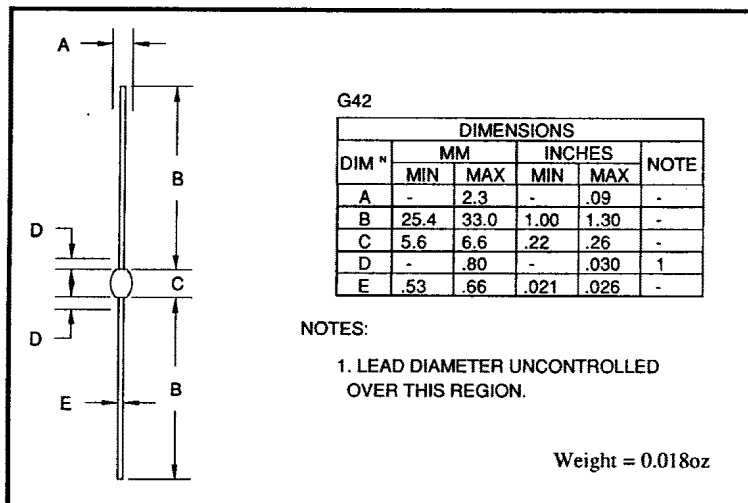 A
B
D
C
D
E
B
G42
DIMENSIONS
DIM " MM INCHES NOTE
MIN MAX MIN MAX
A - 2.3 - .09 -
B 25.4 33.0 1.00 1.30 -
C 5.6 6.6 .22 .26 -
D - .80 - .030 1
E .53 .66 .021 .026 -
NOTES:
1. LEAD DIAMETER UNCONTROLLED
OVER THIS REGION.
Weight = 0.018oz